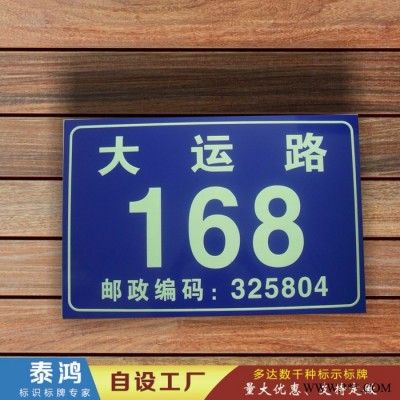 大运路
168
邮政编码: 325804
泰鸿
标识标牌专家
自设工厂
多达数千种标示标牌
量大优惠，支持定做